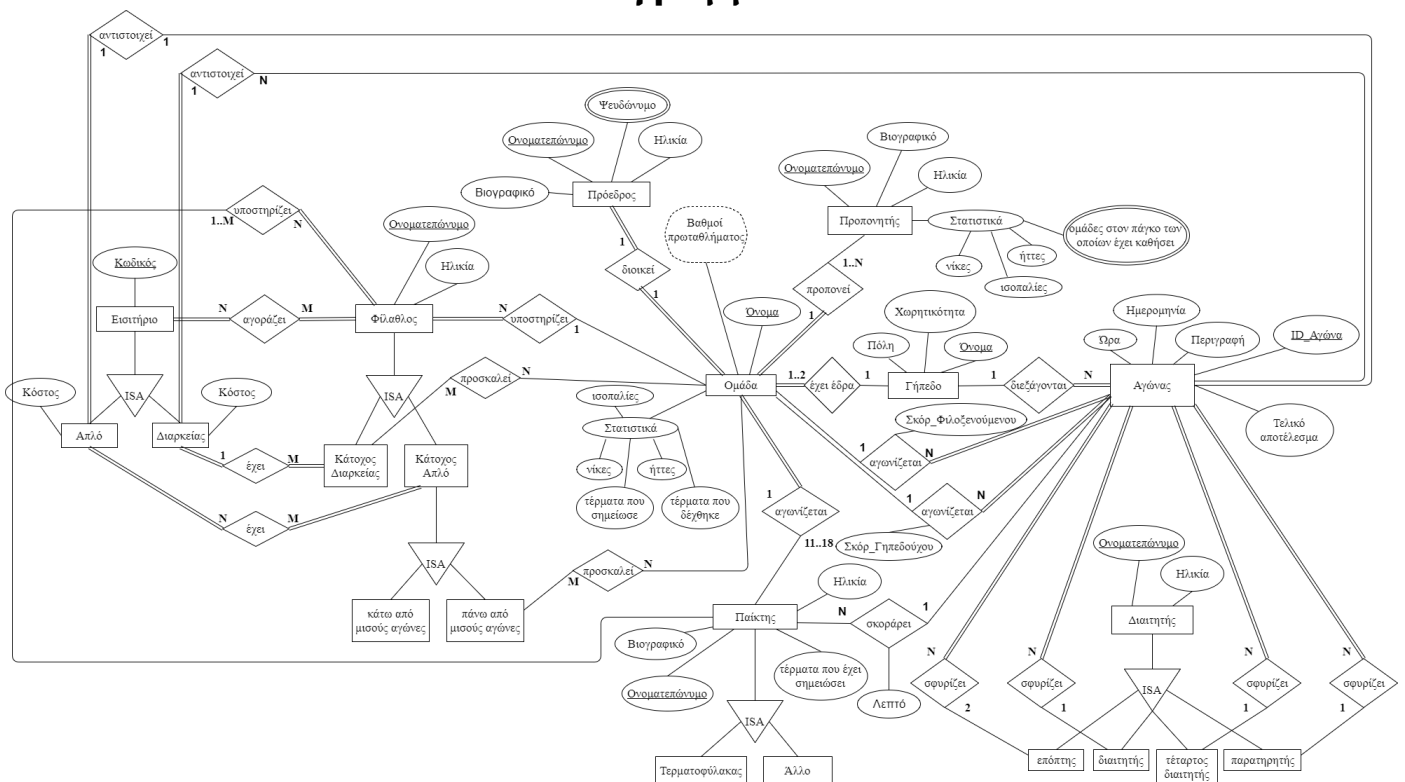 αντιστοιχεί
1
1
αντιστοιχεί
1
N
Ψευδώνυμο
Ονοματεπώνυμο
Ηλικία
Βιογραφικό
Πρόεδρος
Βιογραφικό
Ονοματεπώνυμο
Ηλικία
Προπονητής
Στατιστικά
ομάδες στον πάγκο των
οποίων έχει καθήσει
νίκες
ήττες
ισοπαλίες
υποστηρίζει
1..M
N
Ονοματεπώνυμο
Ηλικία
Βαθμοί
πρωταθλήματος
1
διοικεί
1
1..N
προπονεί
1
Κωδικός
Εισιτήριο
N
αγοράζει
M
Φίλαθλος
N
υποστηρίζει
1
Όνομα
Χωρητικότητα
Πόλη
Όνομα
Ημερομηνία
Ώρα
Περιγραφή
ID_Αγώνα
Ομάδα
1..2
έχει έδρα
1
Γήπεδο
1
διεξάγονται
N
Αγώνας
Τελικό
αποτέλεσμα
Κόστος
ISA
Κόστος
Απλό
Διαρκείας
ISA
προσκαλεί
N
M
1
έχει
M
Κάτοχος
Διαρκείας
Κάτοχος
Απλό
N
έχει
M
ισοπαλίες
Στατιστικά
νίκες
ήττες
τέρματα που
σημείωσε
τέρματα που
δέχθηκε
Σκόρ_Φιλοξενούμενου
1
αγωνίζεται
N
1
αγωνίζεται
N
Σκόρ_Γηπεδούχου
1
αγωνίζεται
11..18
ISA
κάτω από
μισούς αγώνες
πάνω από
μισούς αγώνες
M
προσκαλεί
N
Ηλικία
Παίκτης
N
σκοράρει
1
Λεπτό
Βιογραφικό
Ονοματεπώνυμο
τέρματα που έχει
σημειώσει
ISA
Τερματοφύλακας
Άλλο
Ονοματεπώνυμο
Ηλικία
Διαιτητής
ISA
N
σφυρίζει
2
N
σφυρίζει
1
N
σφυρίζει
1
N
σφυρίζει
1
επόπτης
διαιτητής
τέταρτος
διαιτητής
παρατηρητής